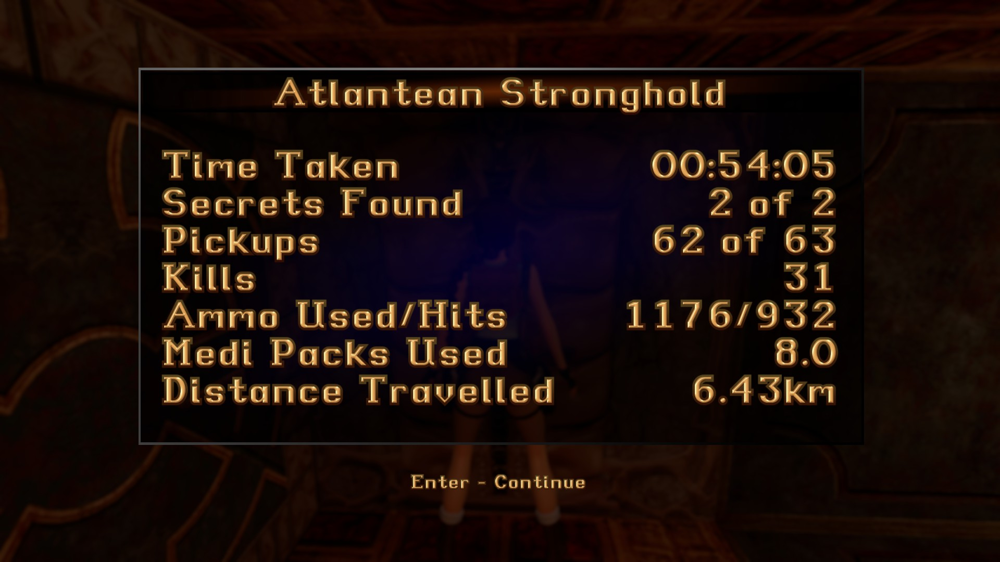 Atlantean Stronghold
Time Taken 00:54:05
Secrets Found 2 of 2
Pickups 62 of 63
Kills 31
Ammo Used/Hits 1176/932
Medi Packs Used 8.0
Distance Travelled 6.43km
Enter - Continue